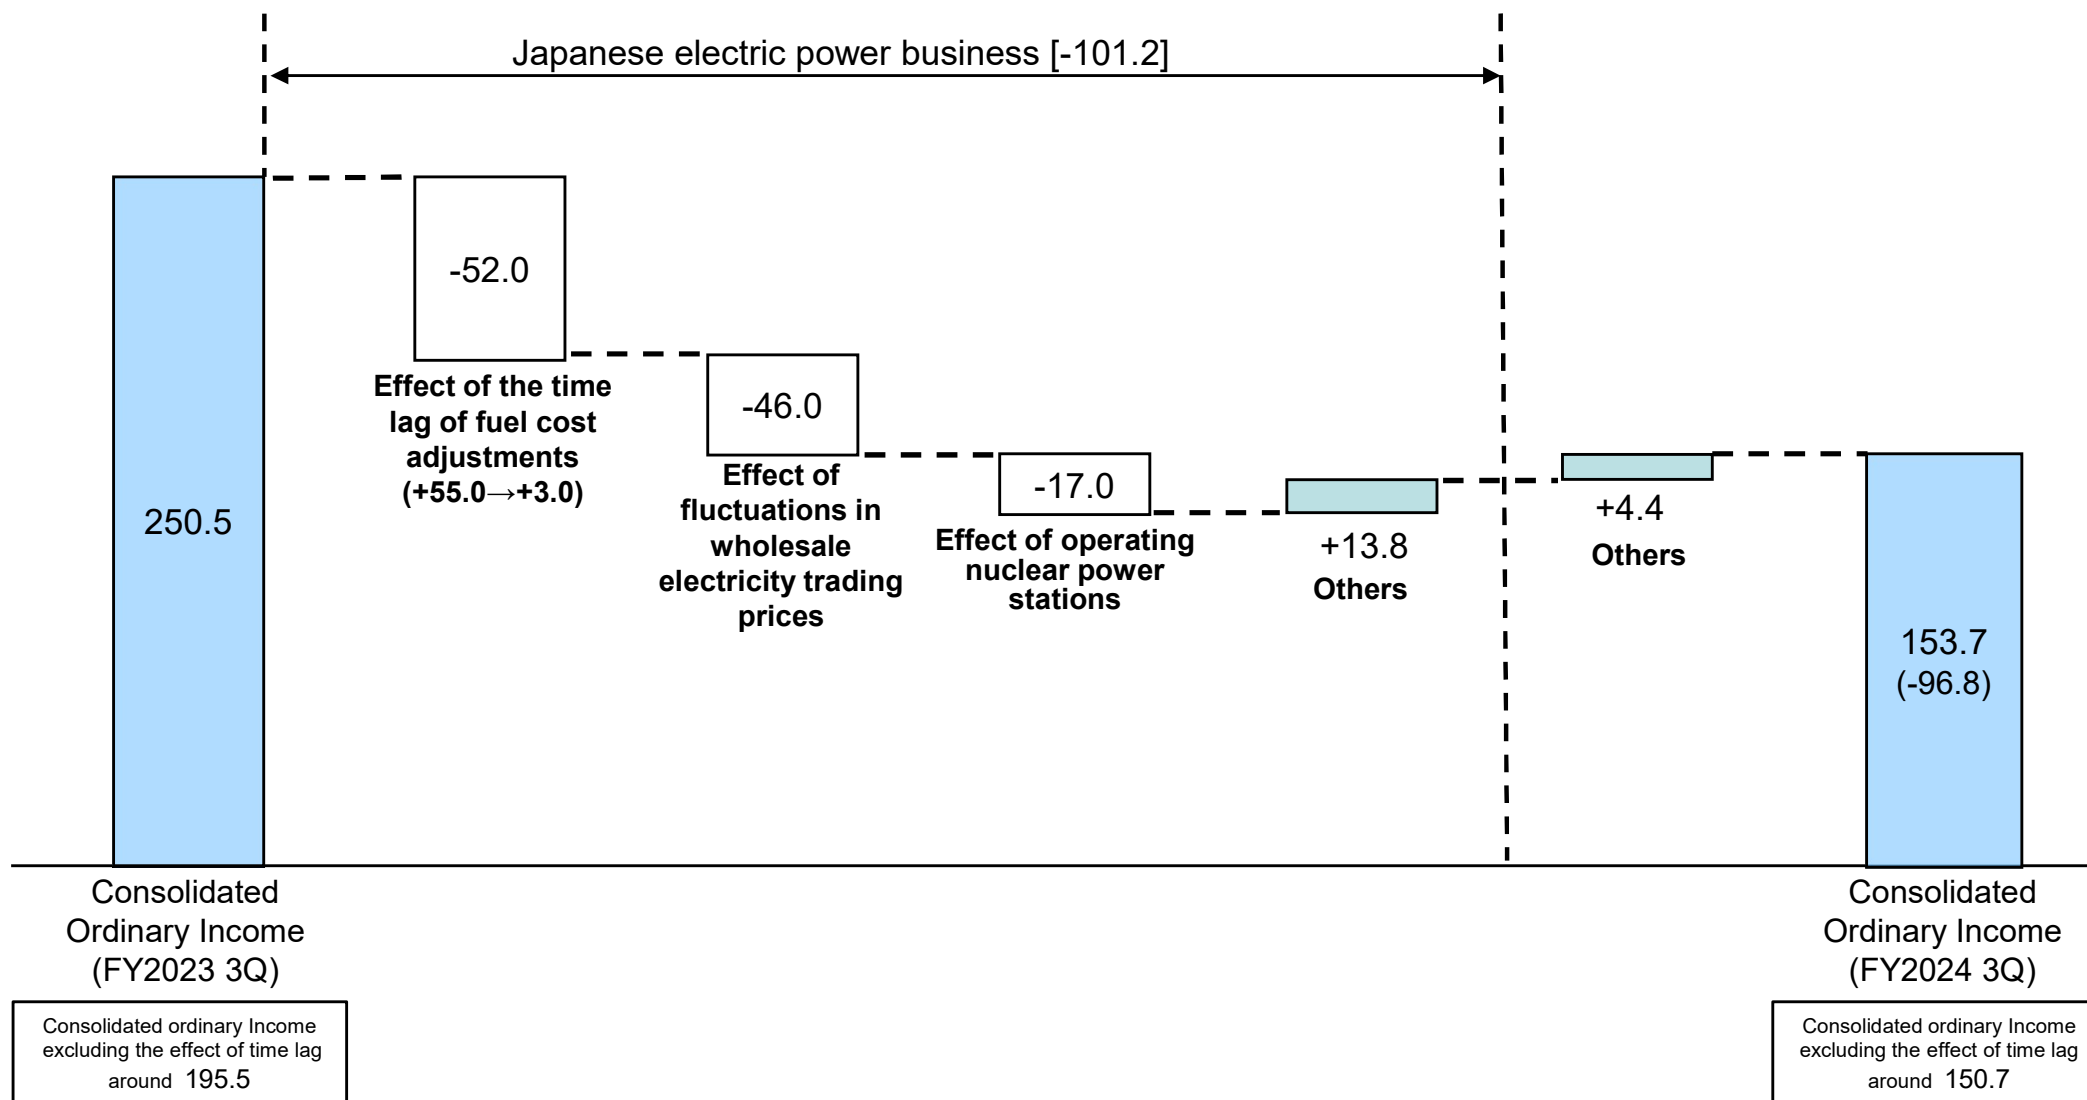 Japanese electric power business [-101.2]
250.5
-52.0
Effect of the time
lag of fuel cost
adjustments
(+55.0→+3.0)
-46.0
Effect of
fluctuations in
wholesale
electricity trading
prices
-17.0
Effect of operating
nuclear power
stations
+13.8
Others
+4.4
Others
153.7
(-96.8)
Consolidated
Ordinary Income
(FY2023 3Q)
Consolidated ordinary Income
excluding the effect of time lag
around 195.5
Consolidated
Ordinary Income
(FY2024 3Q)
Consolidated ordinary Income
excluding the effect of time lag
around 150.7